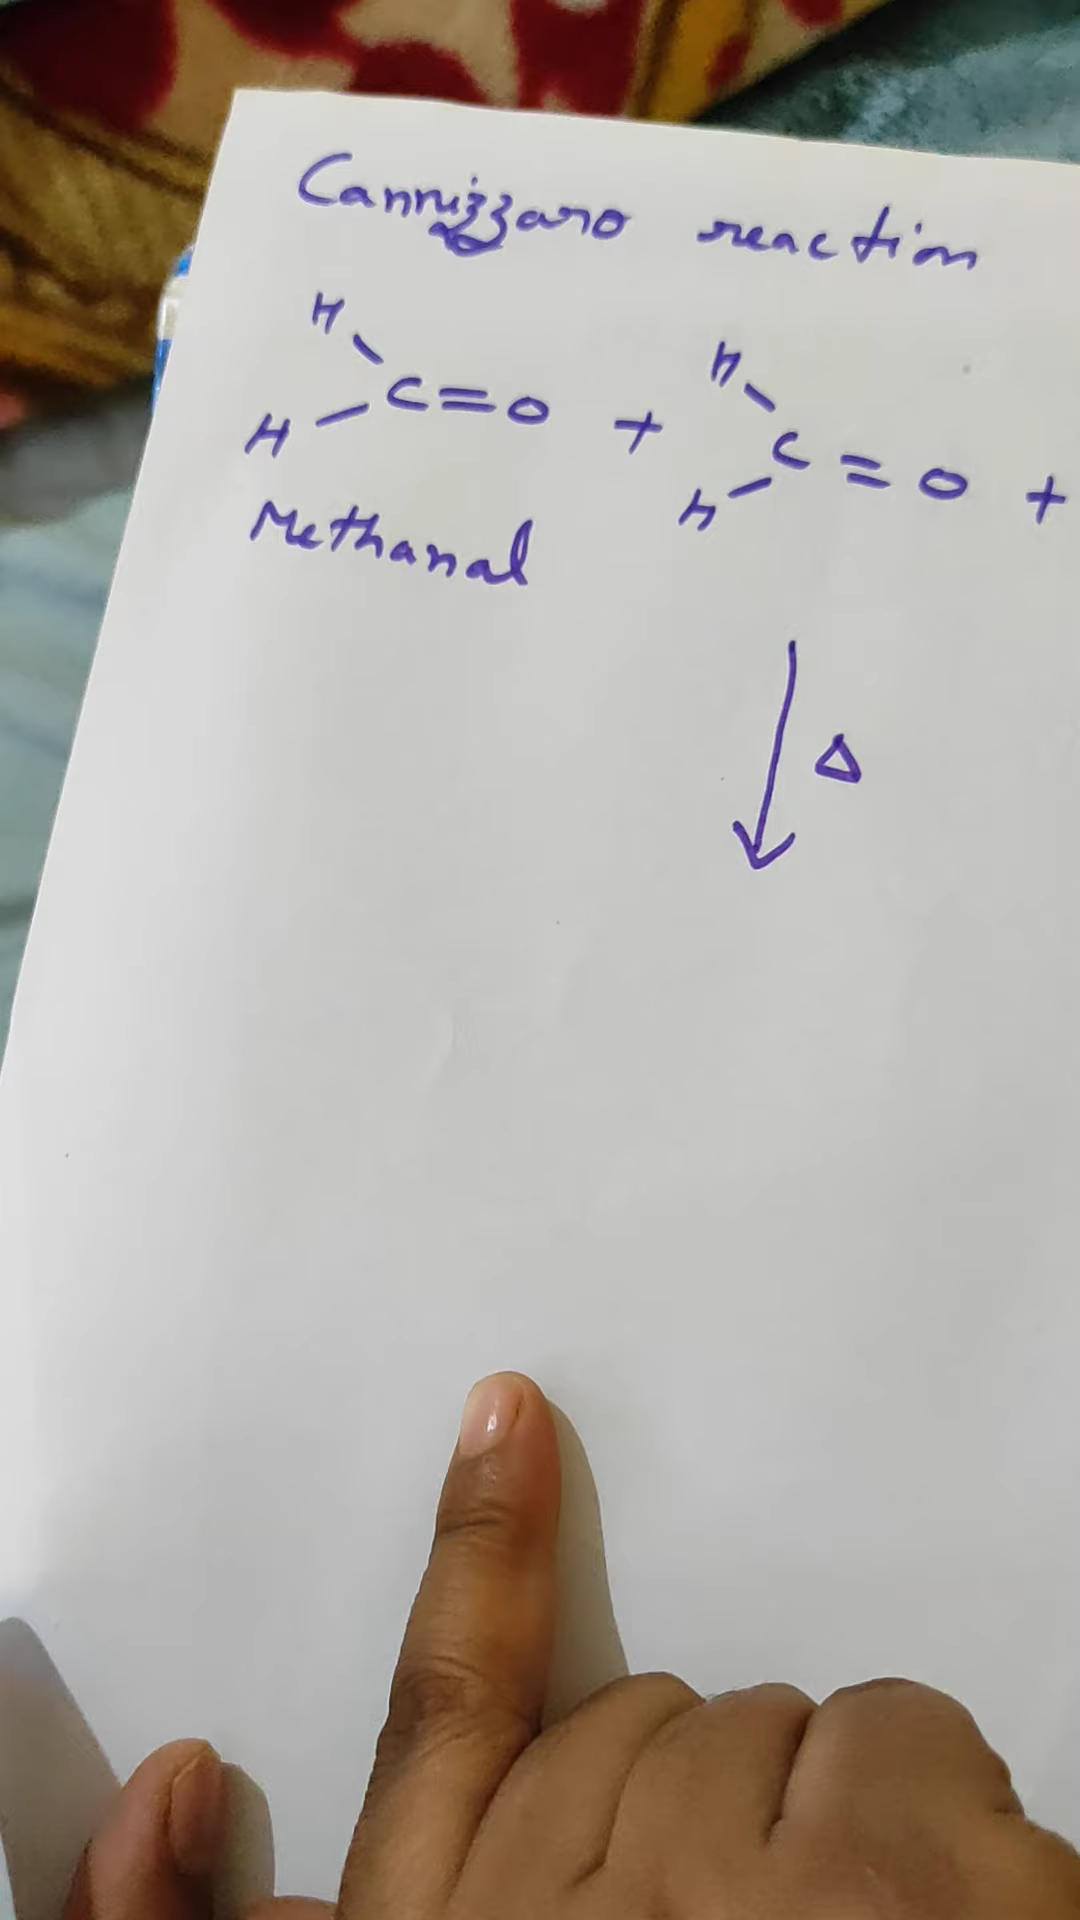 Cannizzaro reaction
H H
C=O + C=O +
H H
Methanal
Δ